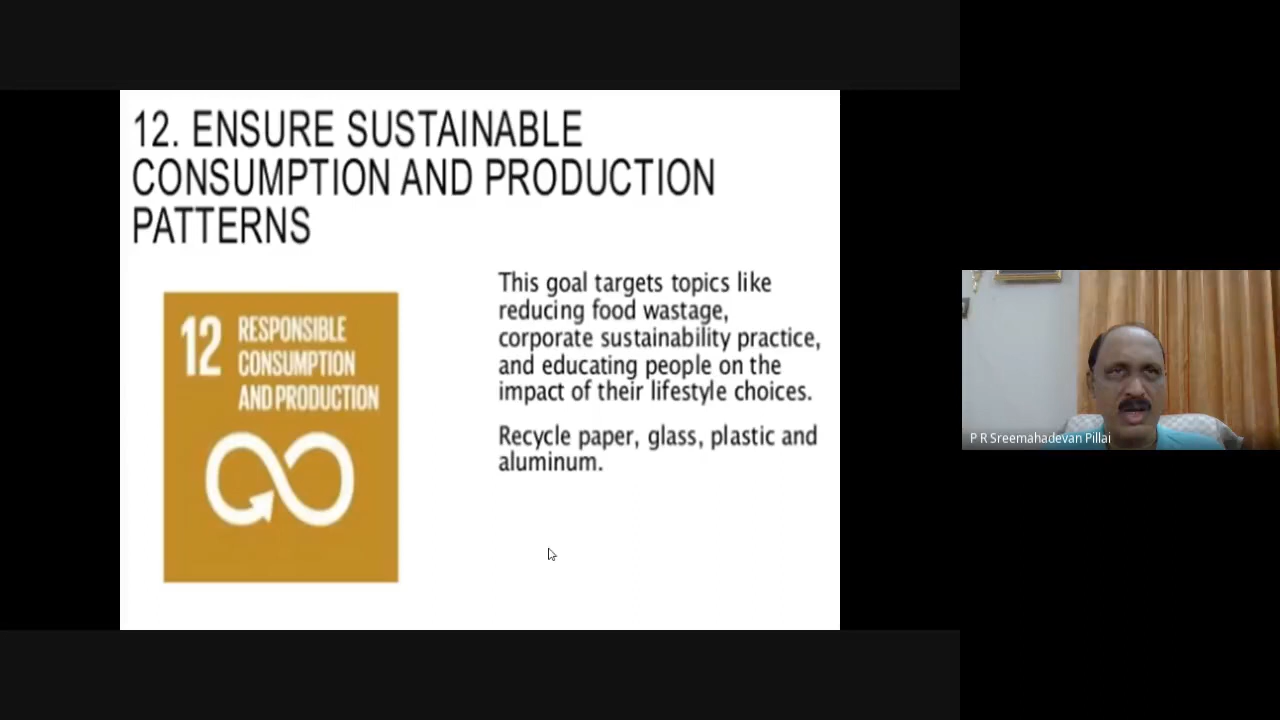 12. ENSURE SUSTAINABLE
CONSUMPTION AND PRODUCTION
PATTERNS
12 RESPONSIBLE
CONSUMPTION
AND PRODUCTION
This goal targets topics like
reducing food wastage,
corporate sustainability practice,
and educating people on the
impact of their lifestyle choices.
Recycle paper, glass, plastic and
aluminum.
P R Sreemahadevan Pillai